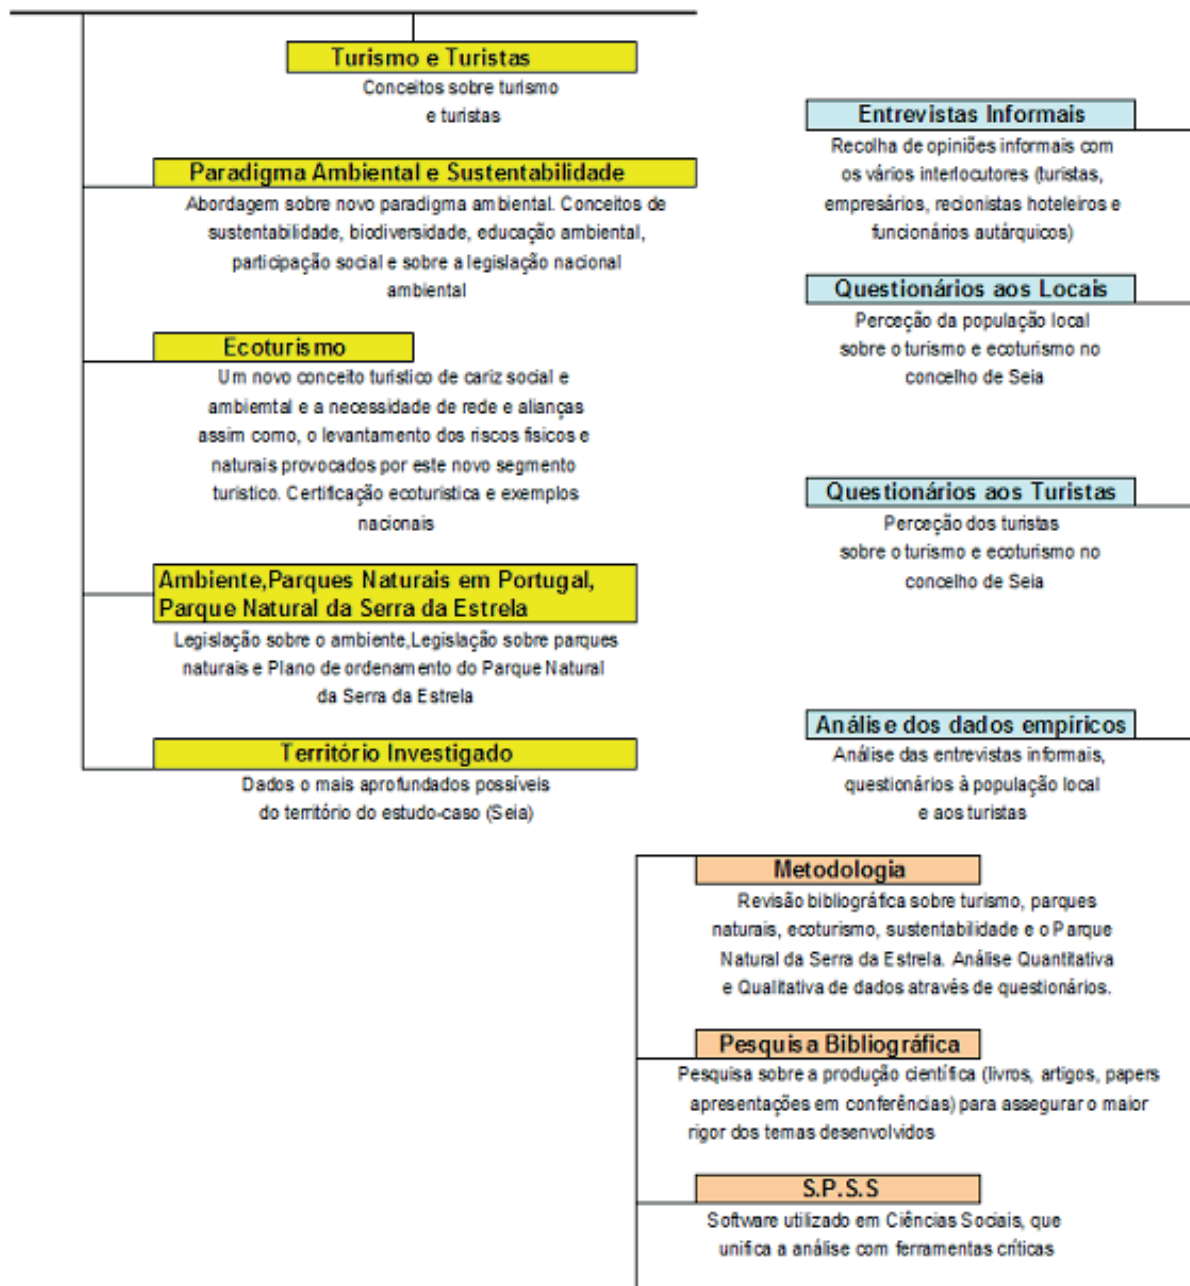 Turismo e Turistas
Conceitos sobre turismo
e turistas
Paradigma Ambiental e Sustentabilidade
Abordagem sobre novo paradigma ambiental. Conceitos de
sustentabilidade, biodiversidade, educação ambiental,
participação social e sobre a legislação nacional
ambiental
Ecoturismo
Um novo conceito turistico de cariz social e
ambiemtal e a necessidade de rede e alianças
assim como, o levantamento dos riscos fisicos e
naturais provocados por este novo segmento
turistico. Certificação ecoturistica e exemplos
nacionais
Ambiente,Parques Naturais em Portugal,
Parque Natural da Serra da Estrela
Legislação sobre o ambiente,Legislação sobre parques
naturais e Plano de ordenamento do Parque Natural
da Serra da Estrela
Território Investigado
Dados o mais aprofundados possíveis
do território do estudo-caso (Seia)
Entrevistas Informais
Recolha de opiniões informais com
os vários interlocutores (turistas,
empresários, recionistas hoteleiros e
funcionários autárquicos)
Questionários aos Locais
Perceção da população local
sobre o turismo e ecoturismo no
concelho de Seia
Questionários aos Turistas
Perceção dos turistas
sobre o turismo e ecoturismo no
concelho de Seia
Análise dos dados empíricos
Análise das entrevistas informais,
questionários à população local
e aos turistas
Metodologia
Revisão bibliográfica sobre turismo, parques
naturais, ecoturismo, sustentabilidade e o Parque
Natural da Serra da Estrela. Análise Quantitativa
e Qualitativa de dados através de questionários.
Pesquisa Bibliográfica
Pesquisa sobre a produção científica (livros, artigos, papers
apresentações em conferências) para assegurar o maior
rigor dos temas desenvolvidos
S.P.S.S
Software utilizado em Ciências Sociais, que
unifica a análise com ferramentas críticas